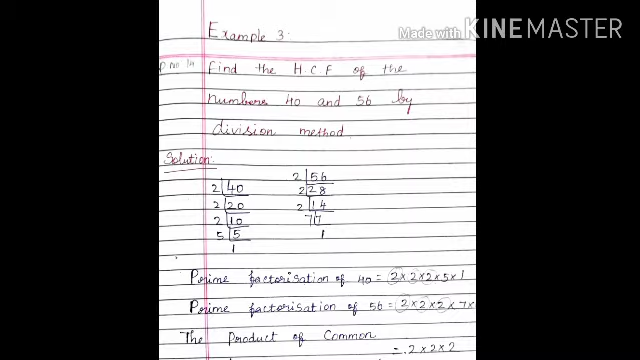 Made with KINEMASTER
Example 3:
P NO 14 Find the H.C.F of the
numbers 40 and 56 by
division method.
Solution:
2 | 56
2 | 40 2 | 28
2 | 20 2 | 14
2 | 10 7 | 7
5 | 5 1
1
Prime factorisation of 40 = 2 × 2 × 2 × 5 × 1
Prime factorisation of 56 = 2 × 2 × 2 × 7 ×
The Product of Common
= 2 × 2 × 2